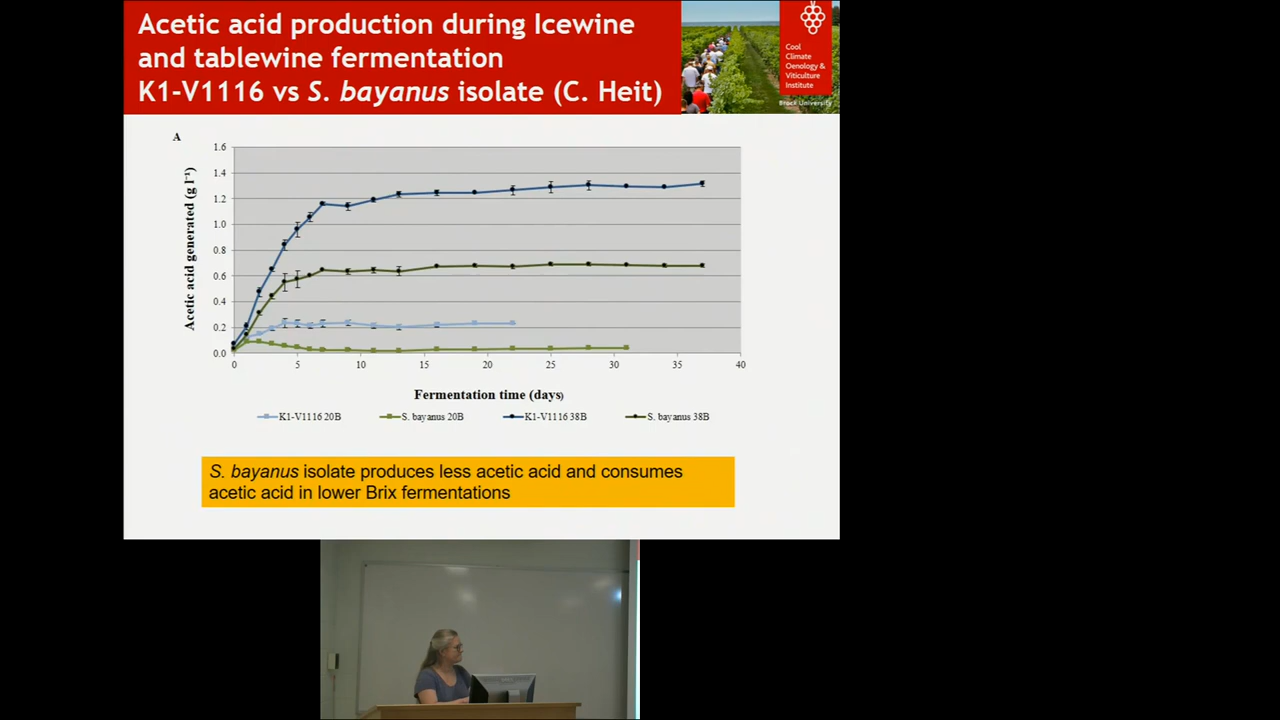 Acetic acid production during Icewine
and tablewine fermentation
K1-V1116 vs S. bayanus isolate (C. Heit)
Cool
Climate
Oenology &
Viticulture
Institute
Brock University
A
1.6
1.4
1.2
1.0
0.8
0.6
0.4
0.2
0.0
Acetic acid generated (g l⁻¹)
0 5 10 15 20 25 30 35 40
Fermentation time (days)
K1-V1116 20B S. bayanus 20B K1-V1116 38B S. bayanus 38B
S. bayanus isolate produces less acetic acid and consumes
acetic acid in lower Brix fermentations